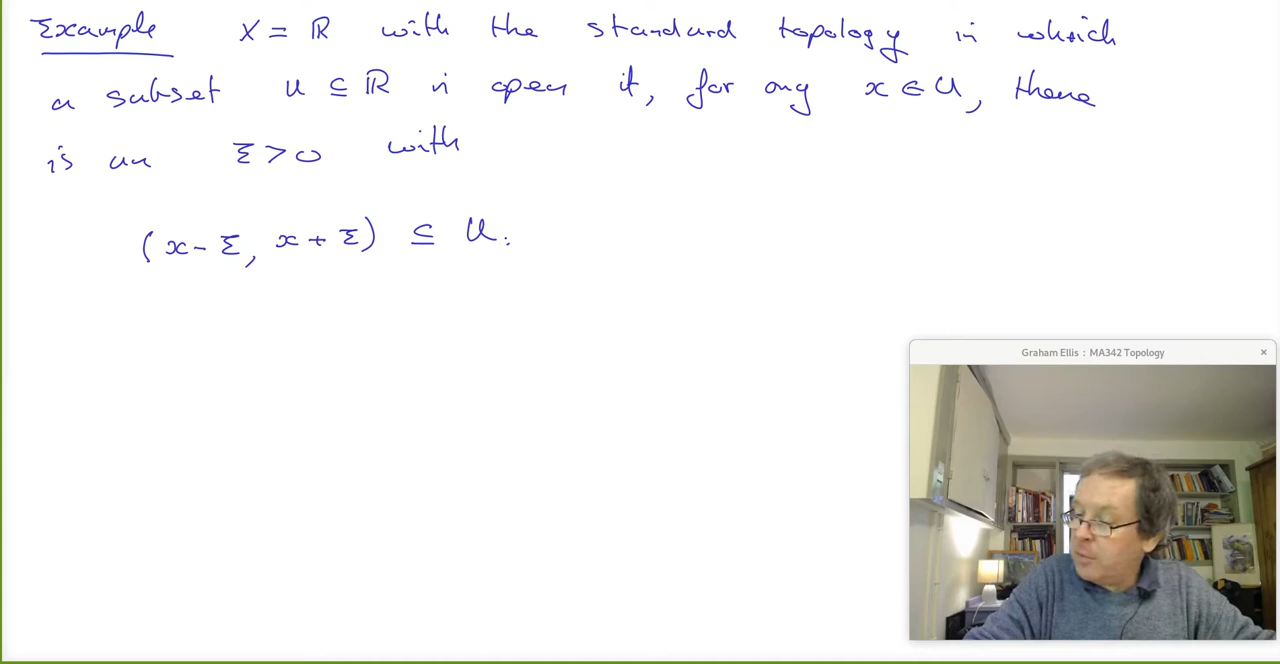 Example X = ℝ with the standard topology in which
a subset U ⊆ ℝ is open if, for any x ∈ U, there
is an ε > 0 with
(x - ε, x + ε) ⊆ U.
Graham Ellis : MA342 Topology